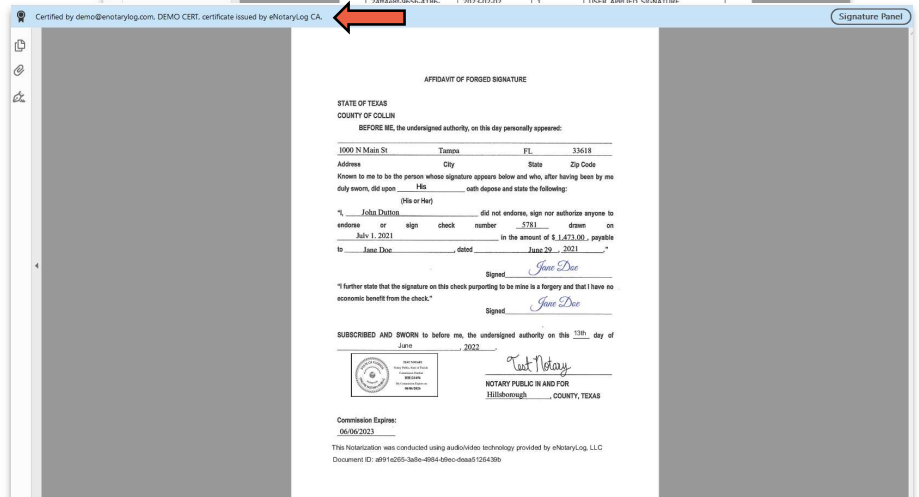 Certified by demo@enotarylog.com, DEMO CERT, certificate issued by eNotaryLog CA.
Signature Panel
AFFIDAVIT OF FORGED SIGNATURE
STATE OF TEXAS
COUNTY OF COLLIN
BEFORE ME, the undersigned authority, on this day personally appeared:
1000 N Main St Tampa FL 33618
Address City State Zip Code
Known to me to be the person whose signature appears below and who, after having been by me
duly sworn, did upon His oath depose and state the following:
(His or Her)
"I, John Dutton did not endorse, sign nor authorize anyone to
endorse or sign check number 5781 drawn on
July 1, 2021 in the amount of $ 1,473.00 , payable
to Jane Doe , dated June 29 , 2021 ."
Signed Jane Doe
"I further state that the signature on this check purporting to be mine is a forgery and that I have no
economic benefit from the check."
Signed Jane Doe
SUBSCRIBED AND SWORN to before me, the undersigned authority on this 13th day of
June , 2022 .
Test Notary
NOTARY PUBLIC IN AND FOR
Hillsborough , COUNTY, TEXAS
Commission Expires:
06/06/2023
This Notarization was conducted using audio/video technology provided by eNotaryLog, LLC
Document ID: a991e265-3a8e-4984-b9ec-deaa5126439b